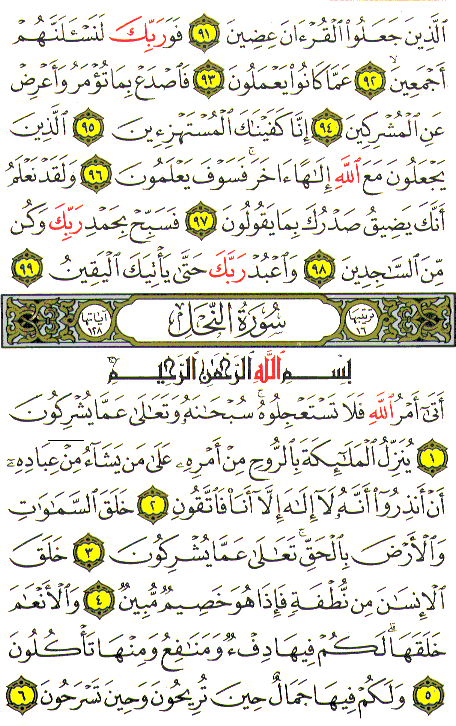 ٱلَّذِينَ جَعَلُوا۟ ٱلْقُرْءَانَ عِضِينَ ٩١ فَوَرَبِّكَ لَنَسْـَٔلَنَّهُمْ
أَجْمَعِينَ ٩٢ عَمَّا كَانُوا۟ يَعْمَلُونَ ٩٣ فَٱصْدَعْ بِمَا تُؤْمَرُ وَأَعْرِضْ
عَنِ ٱلْمُشْرِكِينَ ٩٤ إِنَّا كَفَيْنَـٰكَ ٱلْمُسْتَهْزِءِينَ ٩٥ ٱلَّذِينَ
يَجْعَلُونَ مَعَ ٱللَّهِ إِلَـٰهًا ءَاخَرَ ۚ فَسَوْفَ يَعْلَمُونَ ٩٦ وَلَقَدْ نَعْلَمُ
أَنَّكَ يَضِيقُ صَدْرُكَ بِمَا يَقُولُونَ ٩٧ فَسَبِّحْ بِحَمْدِ رَبِّكَ وَكُن
مِّنَ ٱلسَّـٰجِدِينَ ٩٨ وَٱعْبُدْ رَبَّكَ حَتَّىٰ يَأْتِيَكَ ٱلْيَقِينُ ٩٩
ترتيبها ١٦ سُورَةُ النَّحْلِ آياتها ١٢٨
بِسْمِ ٱللَّهِ ٱلرَّحْمَـٰنِ ٱلرَّحِيمِ
أَتَىٰٓ أَمْرُ ٱللَّهِ فَلَا تَسْتَعْجِلُوهُ ۚ سُبْحَـٰنَهُۥ وَتَعَـٰلَىٰ عَمَّا يُشْرِكُونَ
١ يُنَزِّلُ ٱلْمَلَـٰٓئِكَةَ بِٱلرُّوحِ مِنْ أَمْرِهِۦ عَلَىٰ مَن يَشَآءُ مِنْ عِبَادِهِۦٓ
أَنْ أَنذِرُوٓا۟ أَنَّهُۥ لَآ إِلَـٰهَ إِلَّآ أَنَا۠ فَٱتَّقُونِ ٢ خَلَقَ ٱلسَّمَـٰوَٰتِ
وَٱلْأَرْضَ بِٱلْحَقِّ ۚ تَعَـٰلَىٰ عَمَّا يُشْرِكُونَ ٣ خَلَقَ
ٱلْإِنسَـٰنَ مِن نُّطْفَةٍ فَإِذَا هُوَ خَصِيمٌ مُّبِينٌ ٤ وَٱلْأَنْعَـٰمَ
خَلَقَهَا ۗ لَكُمْ فِيهَا دِفْءٌ وَمَنَـٰفِعُ وَمِنْهَا تَأْكُلُونَ
٥ وَلَكُمْ فِيهَا جَمَالٌ حِينَ تُرِيحُونَ وَحِينَ تَسْرَحُونَ ٦